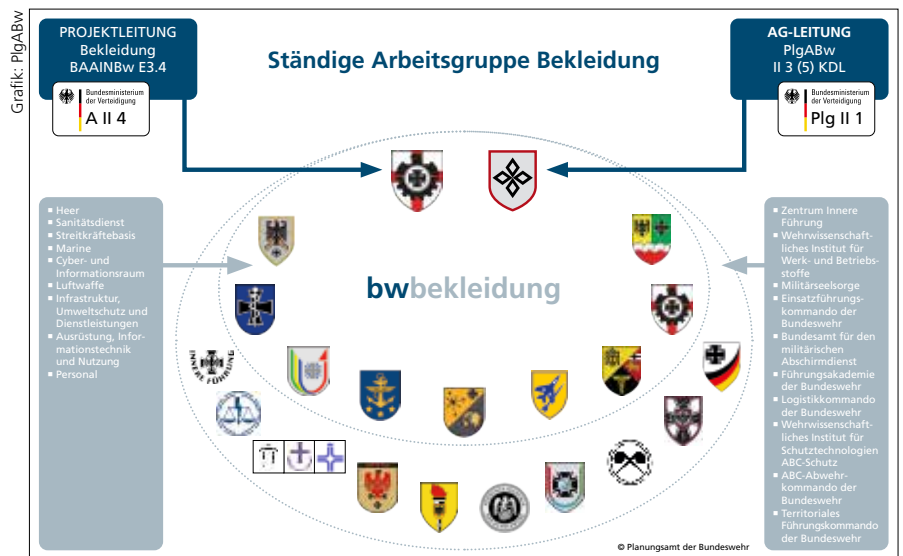 Grafik: PlgABw
PROJEKTLEITUNG
Bekleidung
BAAINBw E3.4
Bundesministerium
der Verteidigung
A II 4
Ständige Arbeitsgruppe Bekleidung
AG-LEITUNG
PlgABw
II 3 (5) KDL
Bundesministerium
der Verteidigung
Plg II 1
Heer
Sanitätsdienst
Streitkräftebasis
Marine
Cyber- und
Informationsraum
Luftwaffe
Infrastruktur,
Umweltschutz und
Dienstleistungen
Ausrüstung, Infor-
mationstechnik
und Nutzung
Personal
bwbekleidung
INNERE FÜHRUNG
Zentrum Innere
Führung
Wehrwissenschaft-
liches Institut für
Werk- und Betriebs-
stoffe
Militärseelsorge
Einsatzführungs-
kommando der
Bundeswehr
Bundesamt für den
militärischen
Abschirmdienst
Führungsakademie
der Bundeswehr
Logistikkommando
der Bundeswehr
Wehrwissenschaft-
liches Institut für
Schutztechnologien
ABC-Schutz
ABC-Abwehr-
kommando der
Bundeswehr
Territoriales
Führungskommando
der Bundeswehr
© Planungsamt der Bundeswehr